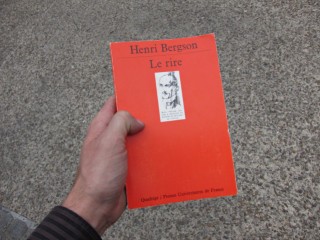 Henri Bergson
Le rire
Quadrige / Presses Universitaires de France